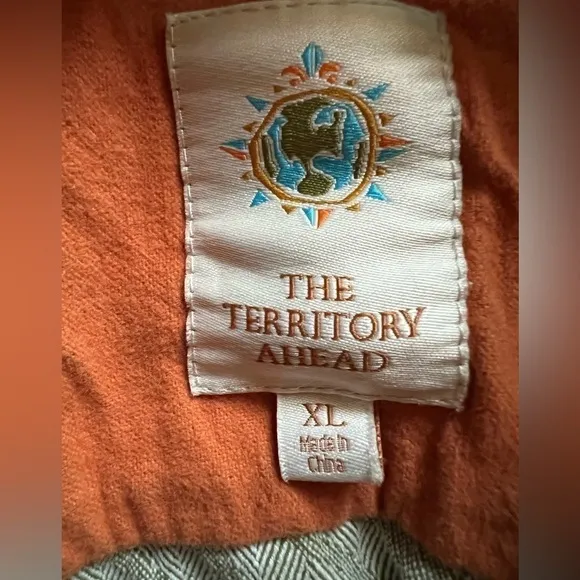 THE
TERRITORY
AHEAD
XL
Made In
China